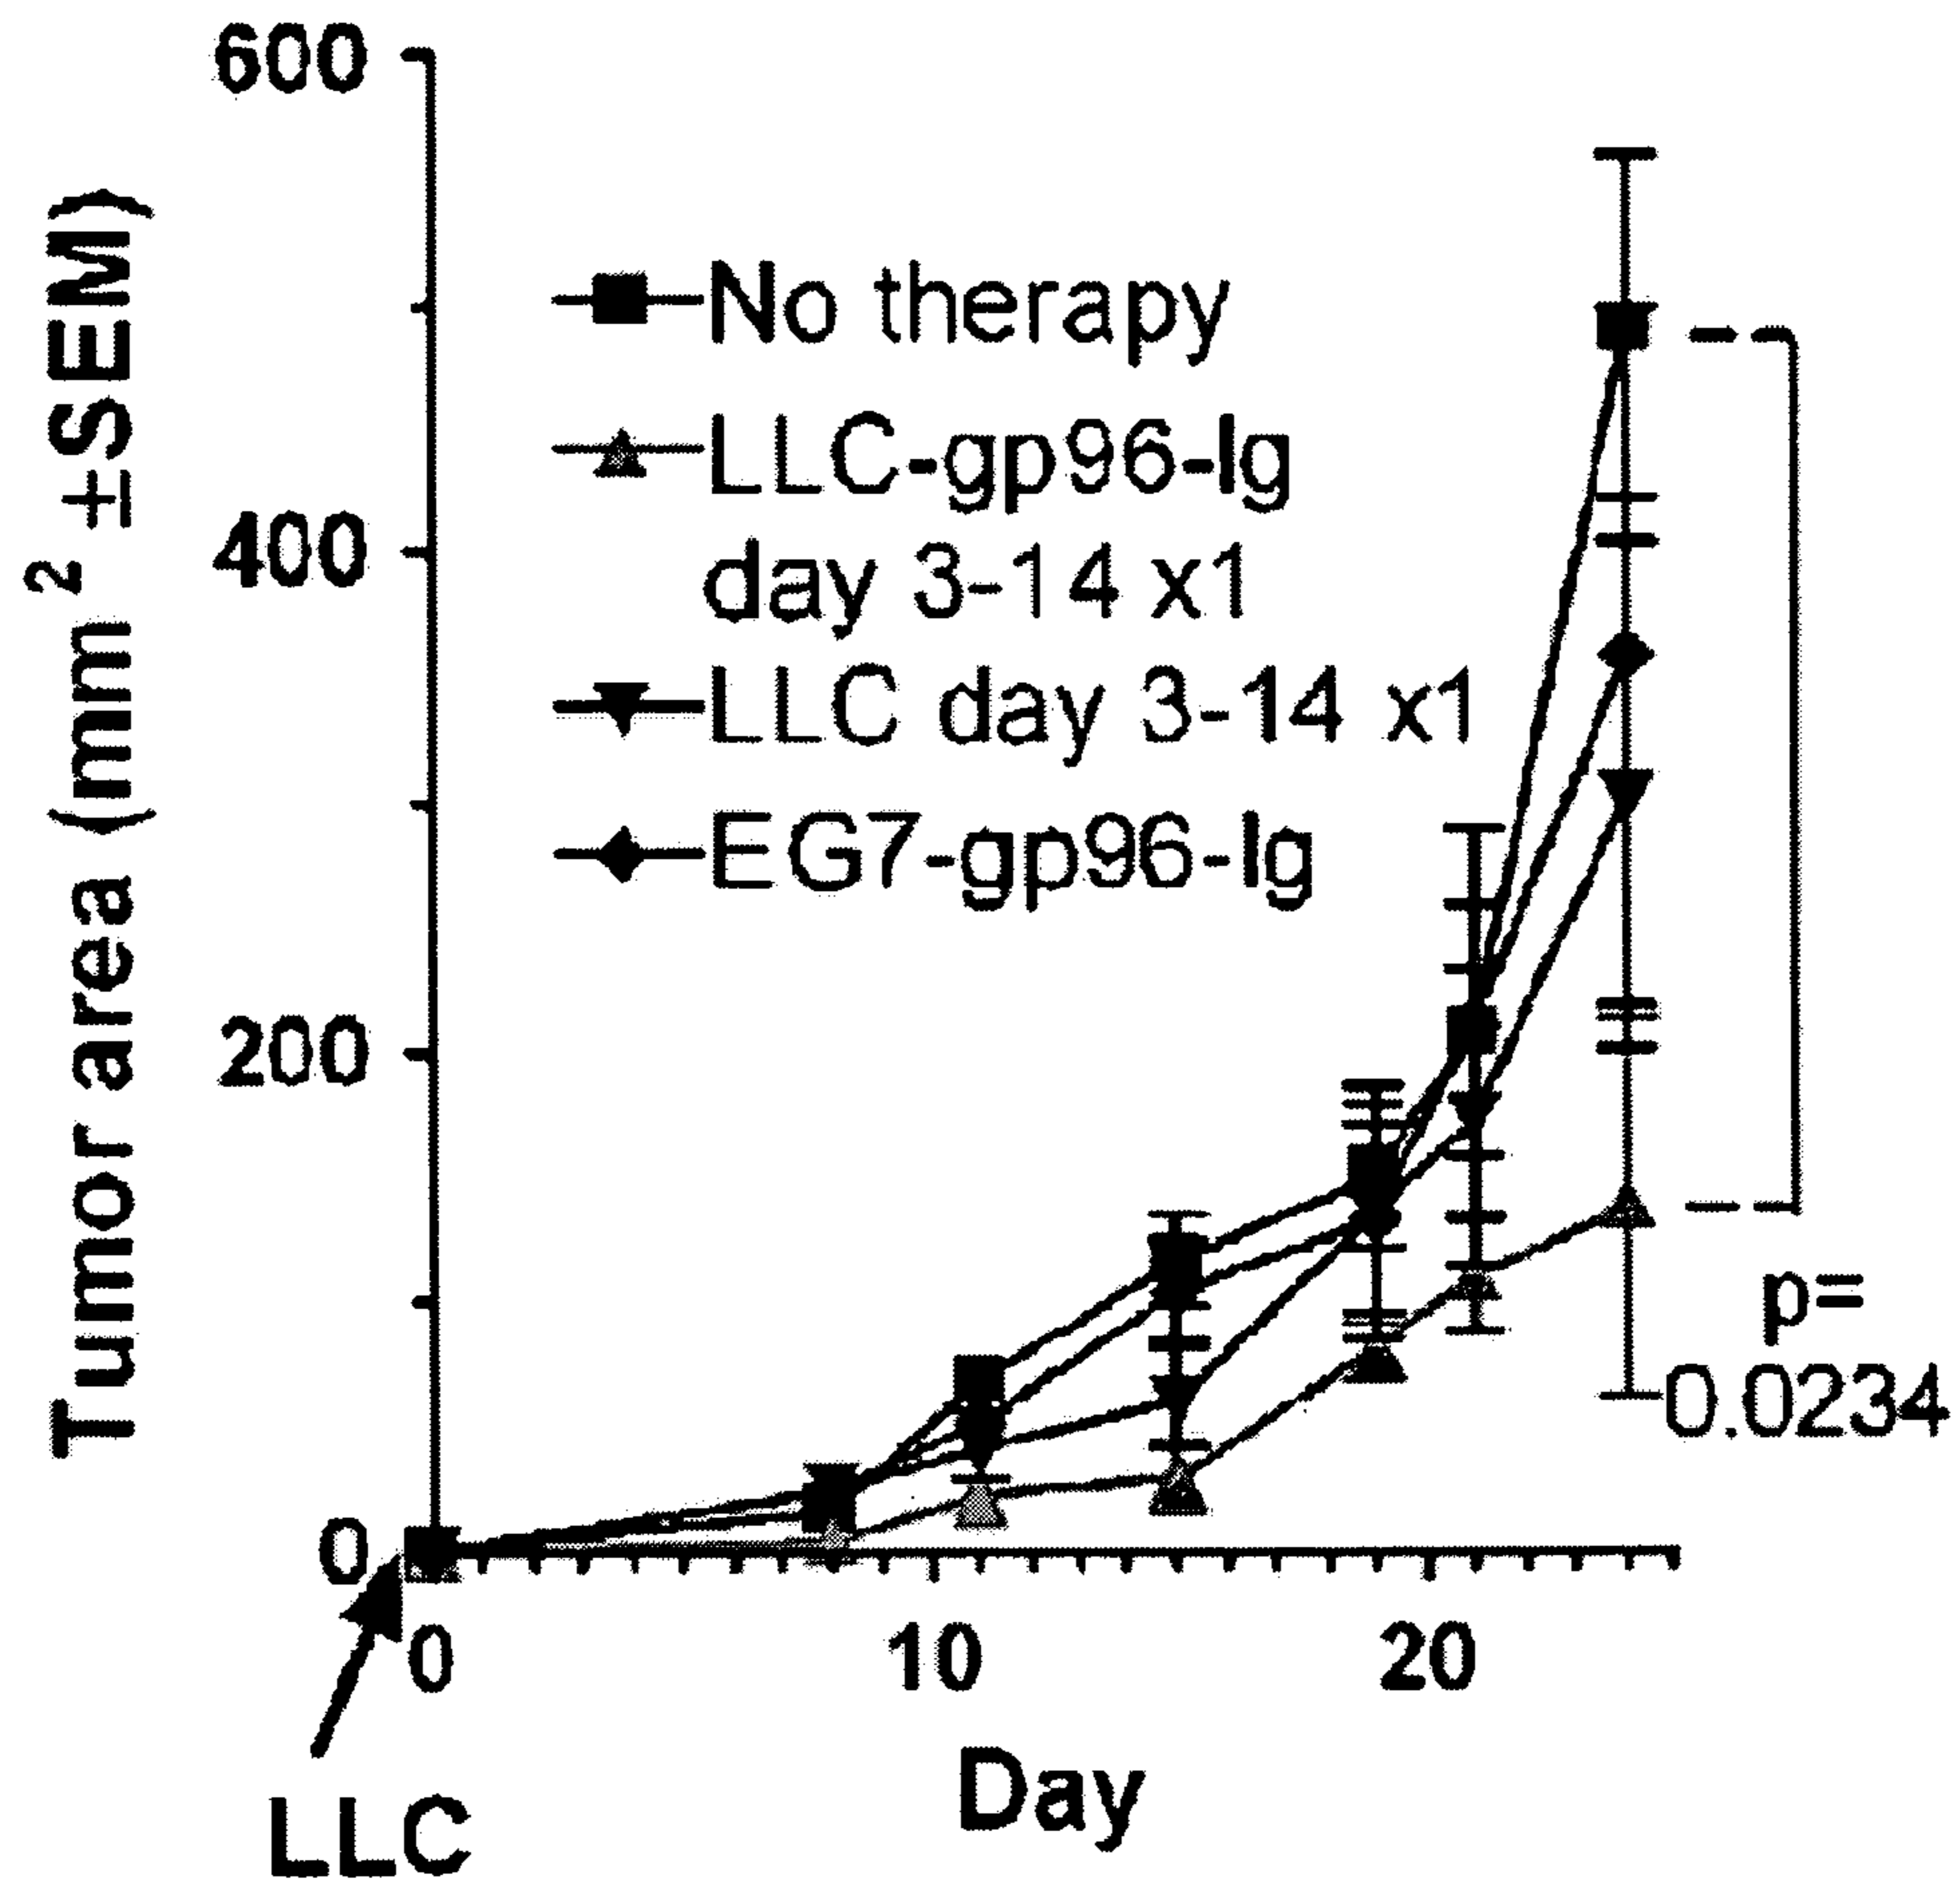 600
400
200
0
Tumor area (mm² ±SEM)
No therapy
LLC-gp96-Ig
day 3-14 x1
LLC day 3-14 x1
EG7-gp96-Ig
p=
0.0234
0
10
20
Day
LLC